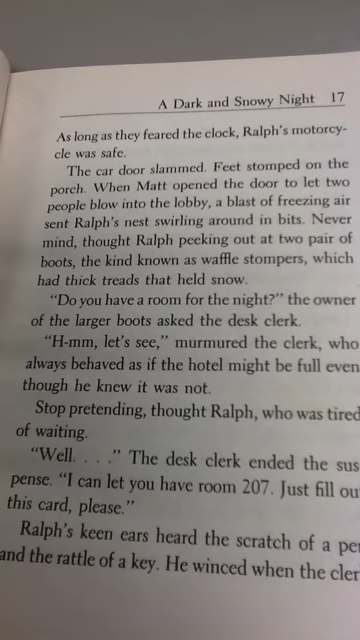 A Dark and Snowy Night 17
As long as they feared the clock, Ralph's motorcy-
cle was safe.
The car door slammed. Feet stomped on the
porch. When Matt opened the door to let two
people blow into the lobby, a blast of freezing air
sent Ralph's nest swirling around in bits. Never
mind, thought Ralph peeking out at two pair of
boots, the kind known as waffle stompers, which
had thick treads that held snow.
"Do you have a room for the night?" the owner
of the larger boots asked the desk clerk.
"H-mm, let's see," murmured the clerk, who
always behaved as if the hotel might be full even
though he knew it was not.
Stop pretending, thought Ralph, who was tired
of waiting.
"Well. . . ." The desk clerk ended the sus
pense. "I can let you have room 207. Just fill ou
this card, please."
Ralph's keen ears heard the scratch of a pe
and the rattle of a key. He winced when the cler